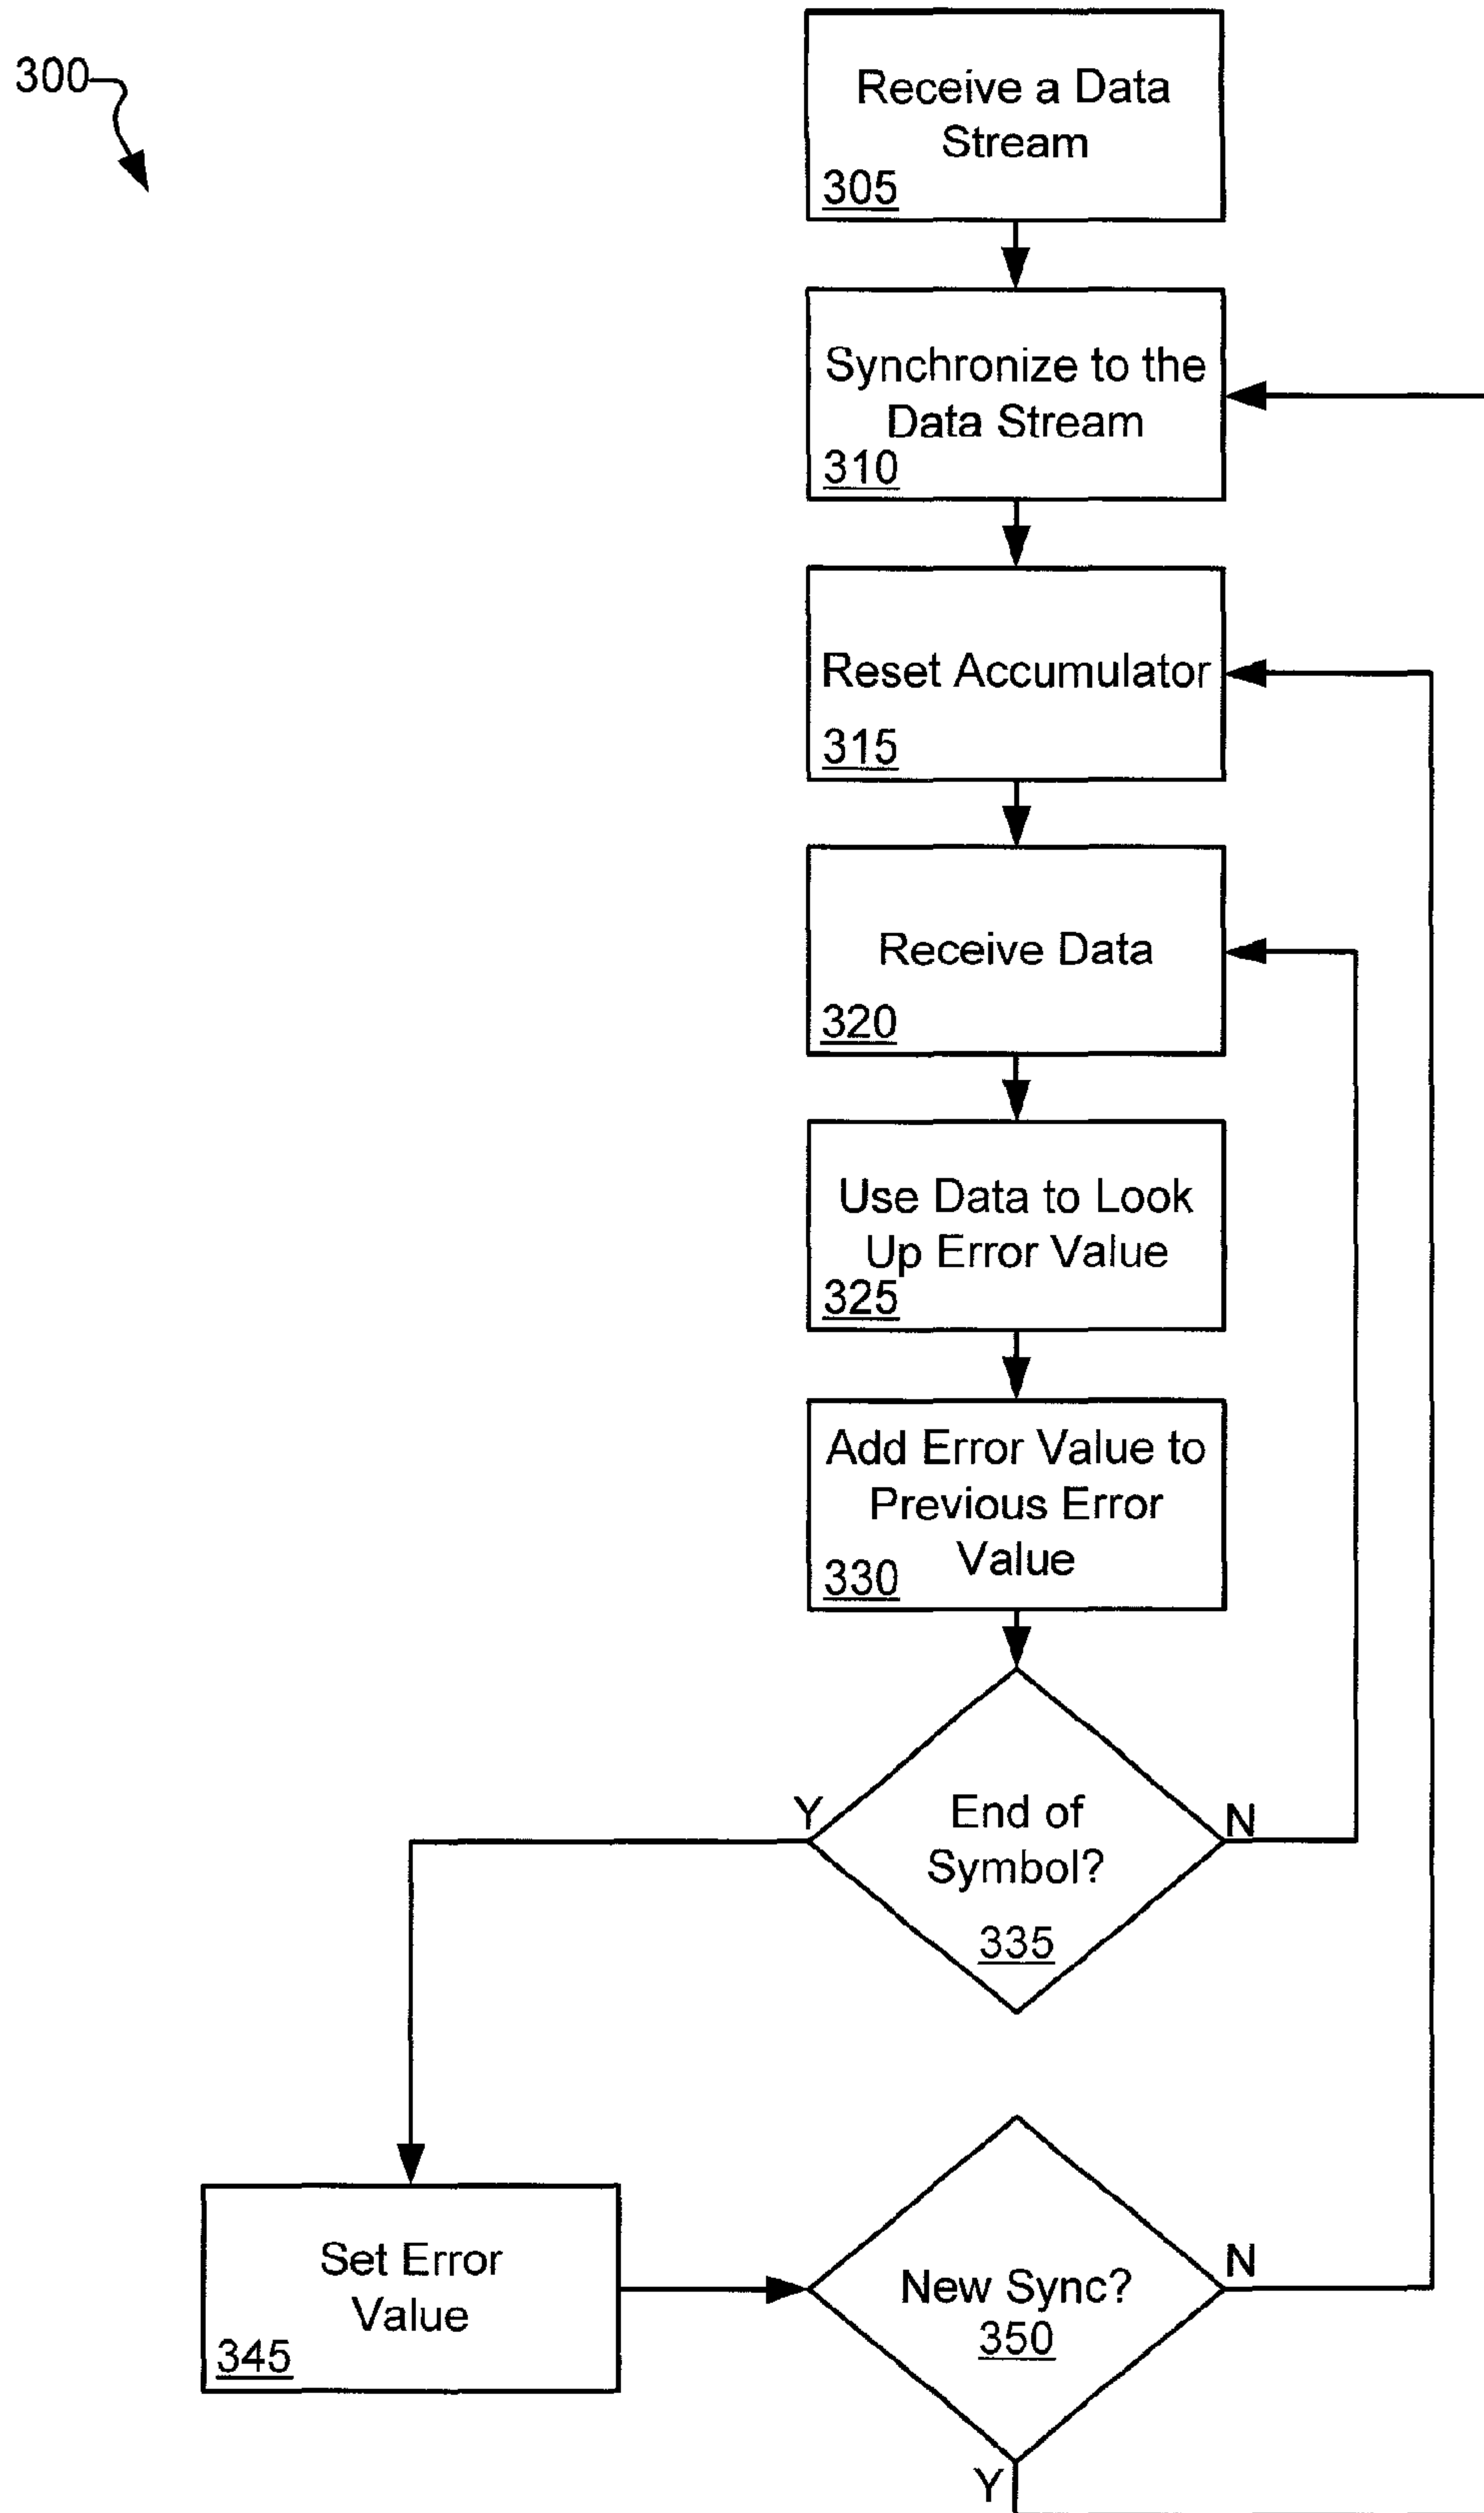 300
Receive a Data
Stream
305
Synchronize to the
Data Stream
310
Reset Accumulator
315
Receive Data
320
Use Data to Look
Up Error Value
325
Add Error Value to
Previous Error
Value
330
Y
End of
Symbol?
N
335
Set Error
Value
345
New Sync?
N
350
Y